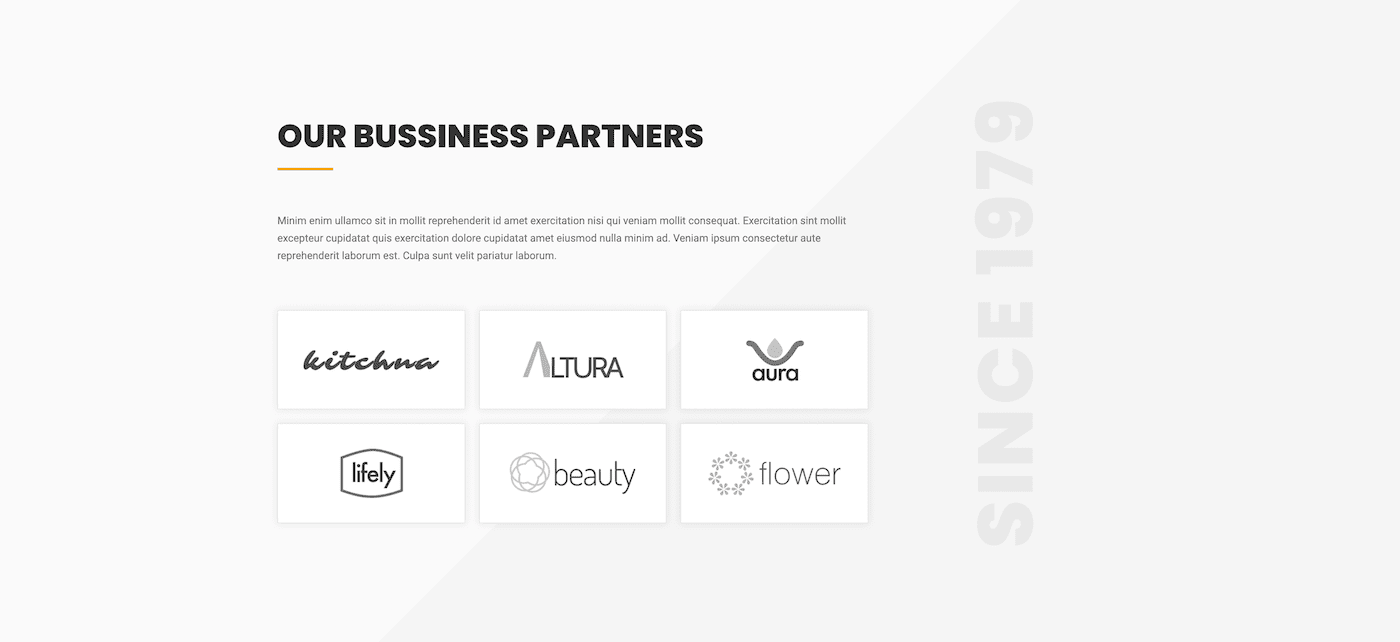 OUR BUSSINESS PARTNERS
Minim enim ullamco sit in mollit reprehenderit id amet exercitation nisi qui veniam mollit consequat. Exercitation sint mollit
excepteur cupidatat quis exercitation dolore cupidatat amet eiusmod nulla minim ad. Veniam ipsum consectetur aute
reprehenderit laborum est. Culpa sunt velit pariatur laborum.
kitchna
ALTURA
aura
lifely
beauty
flower
SINCE 1979